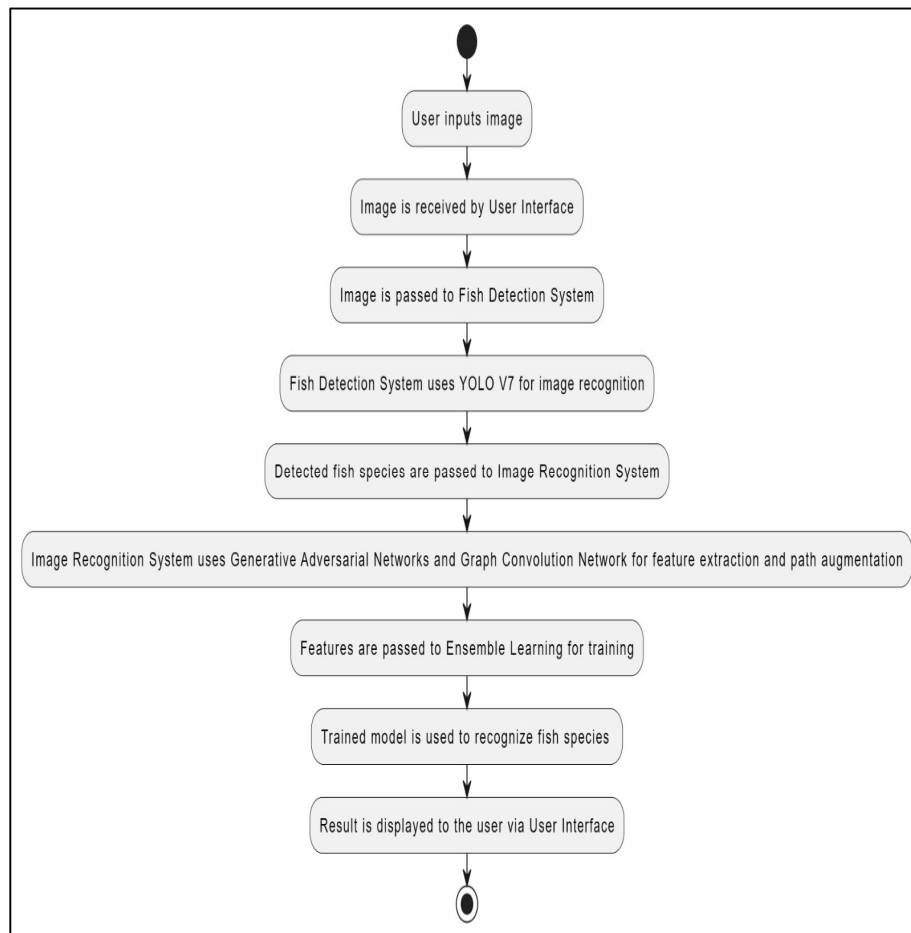 User inputs image
Image is received by User Interface
Image is passed to Fish Detection System
Fish Detection System uses YOLO V7 for image recognition
Detected fish species are passed to Image Recognition System
Image Recognition System uses Generative Adversarial Networks and Graph Convolution Network for feature extraction and path augmentation
Features are passed to Ensemble Learning for training
Trained model is used to recognize fish species
Result is displayed to the user via User Interface